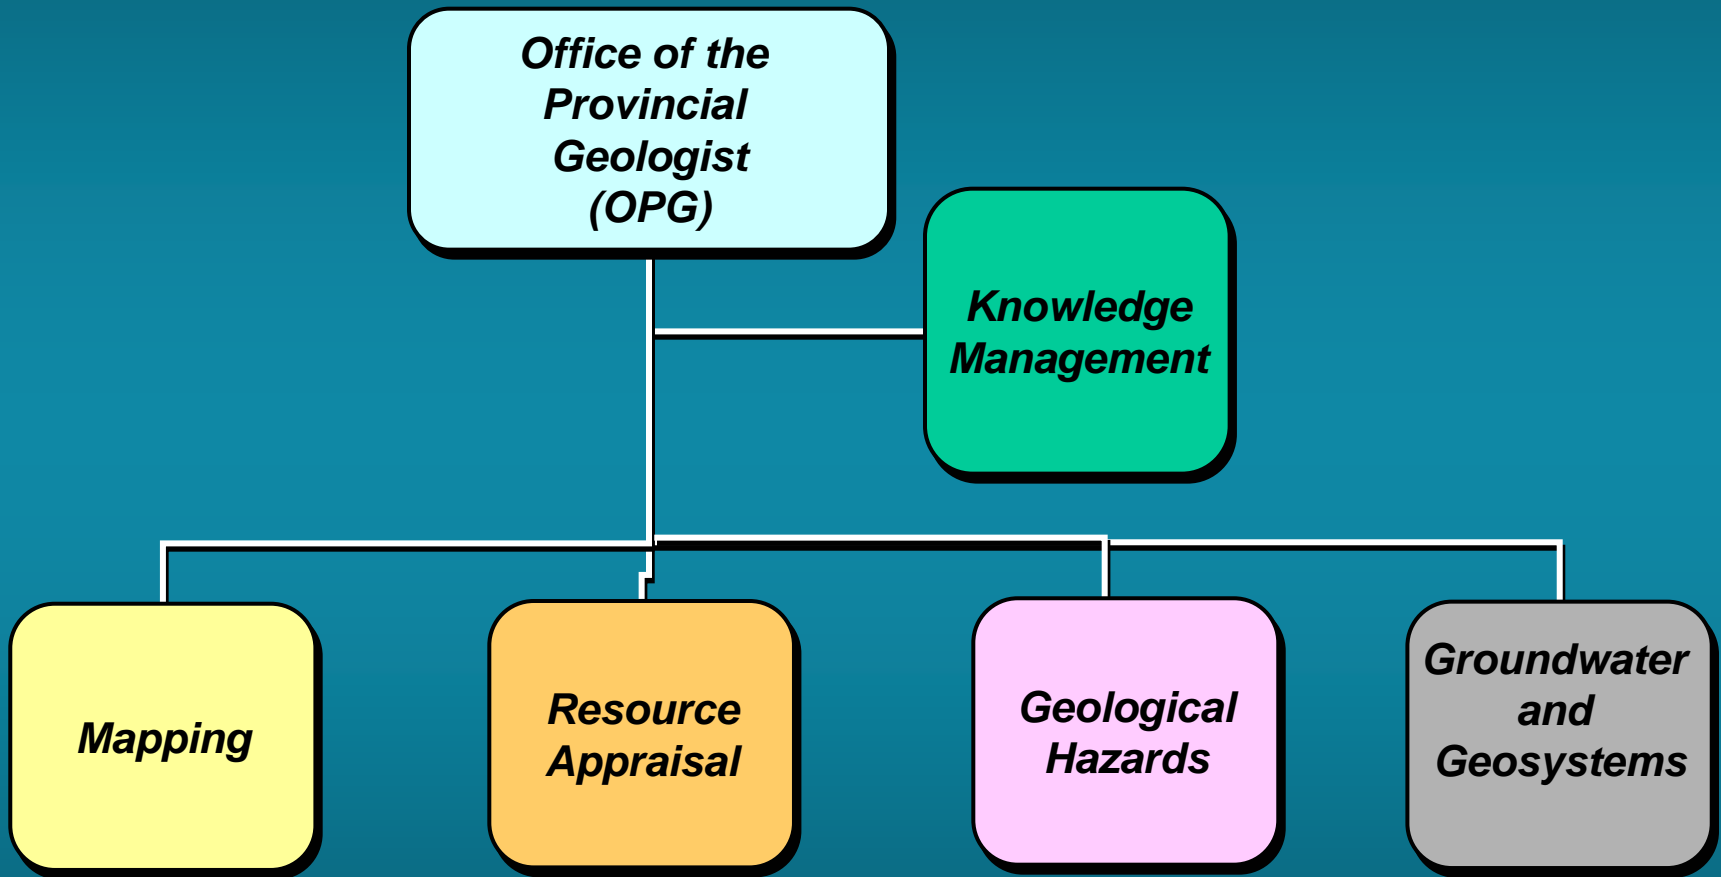 Office of the
Provincial
Geologist
(OPG)
Knowledge
Management
Mapping
Resource
Appraisal
Geological
Hazards
Groundwater
and
Geosystems